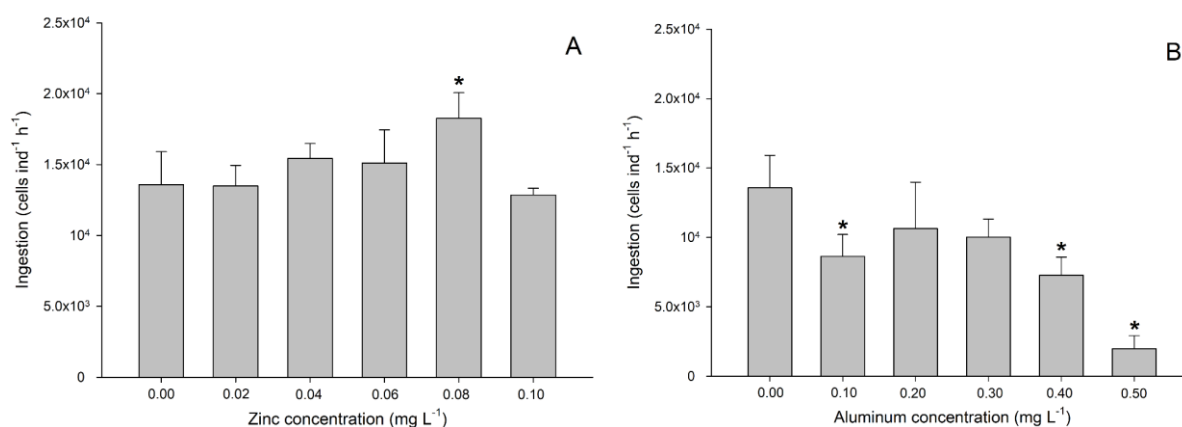 A
Ingestion (cells ind⁻¹ h⁻¹)
2.5x10⁴
2.0x10⁴
1.5x10⁴
10⁴
5.0x10³
0
*
0.00 0.02 0.04 0.06 0.08 0.10
Zinc concentration (mg L⁻¹)
B
Ingestion (cells ind⁻¹ h⁻¹)
2.5x10⁴
2.0x10⁴
1.5x10⁴
10⁴
5.0x10³
0
*
*
*
0.00 0.10 0.20 0.30 0.40 0.50
Aluminum concentration (mg L⁻¹)